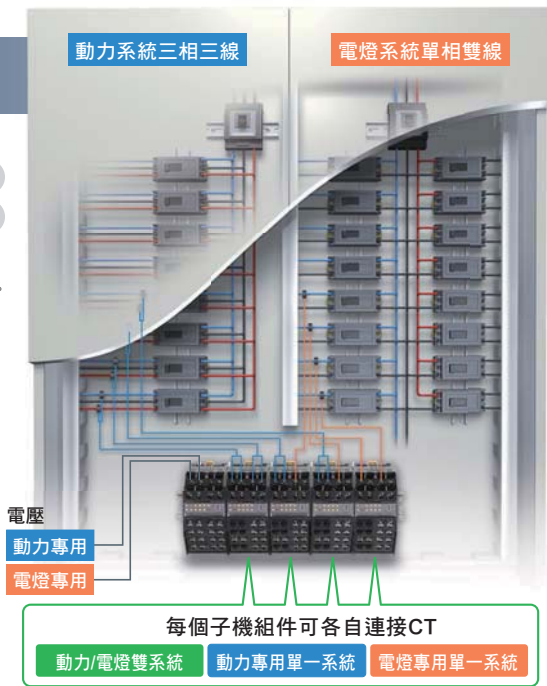 動力系統三相三線
電燈系統單相雙線
電壓
動力專用
電燈專用
每個子機組件可各自連接CT
動力/電燈雙系統
動力專用單一系統
電燈專用單一系統